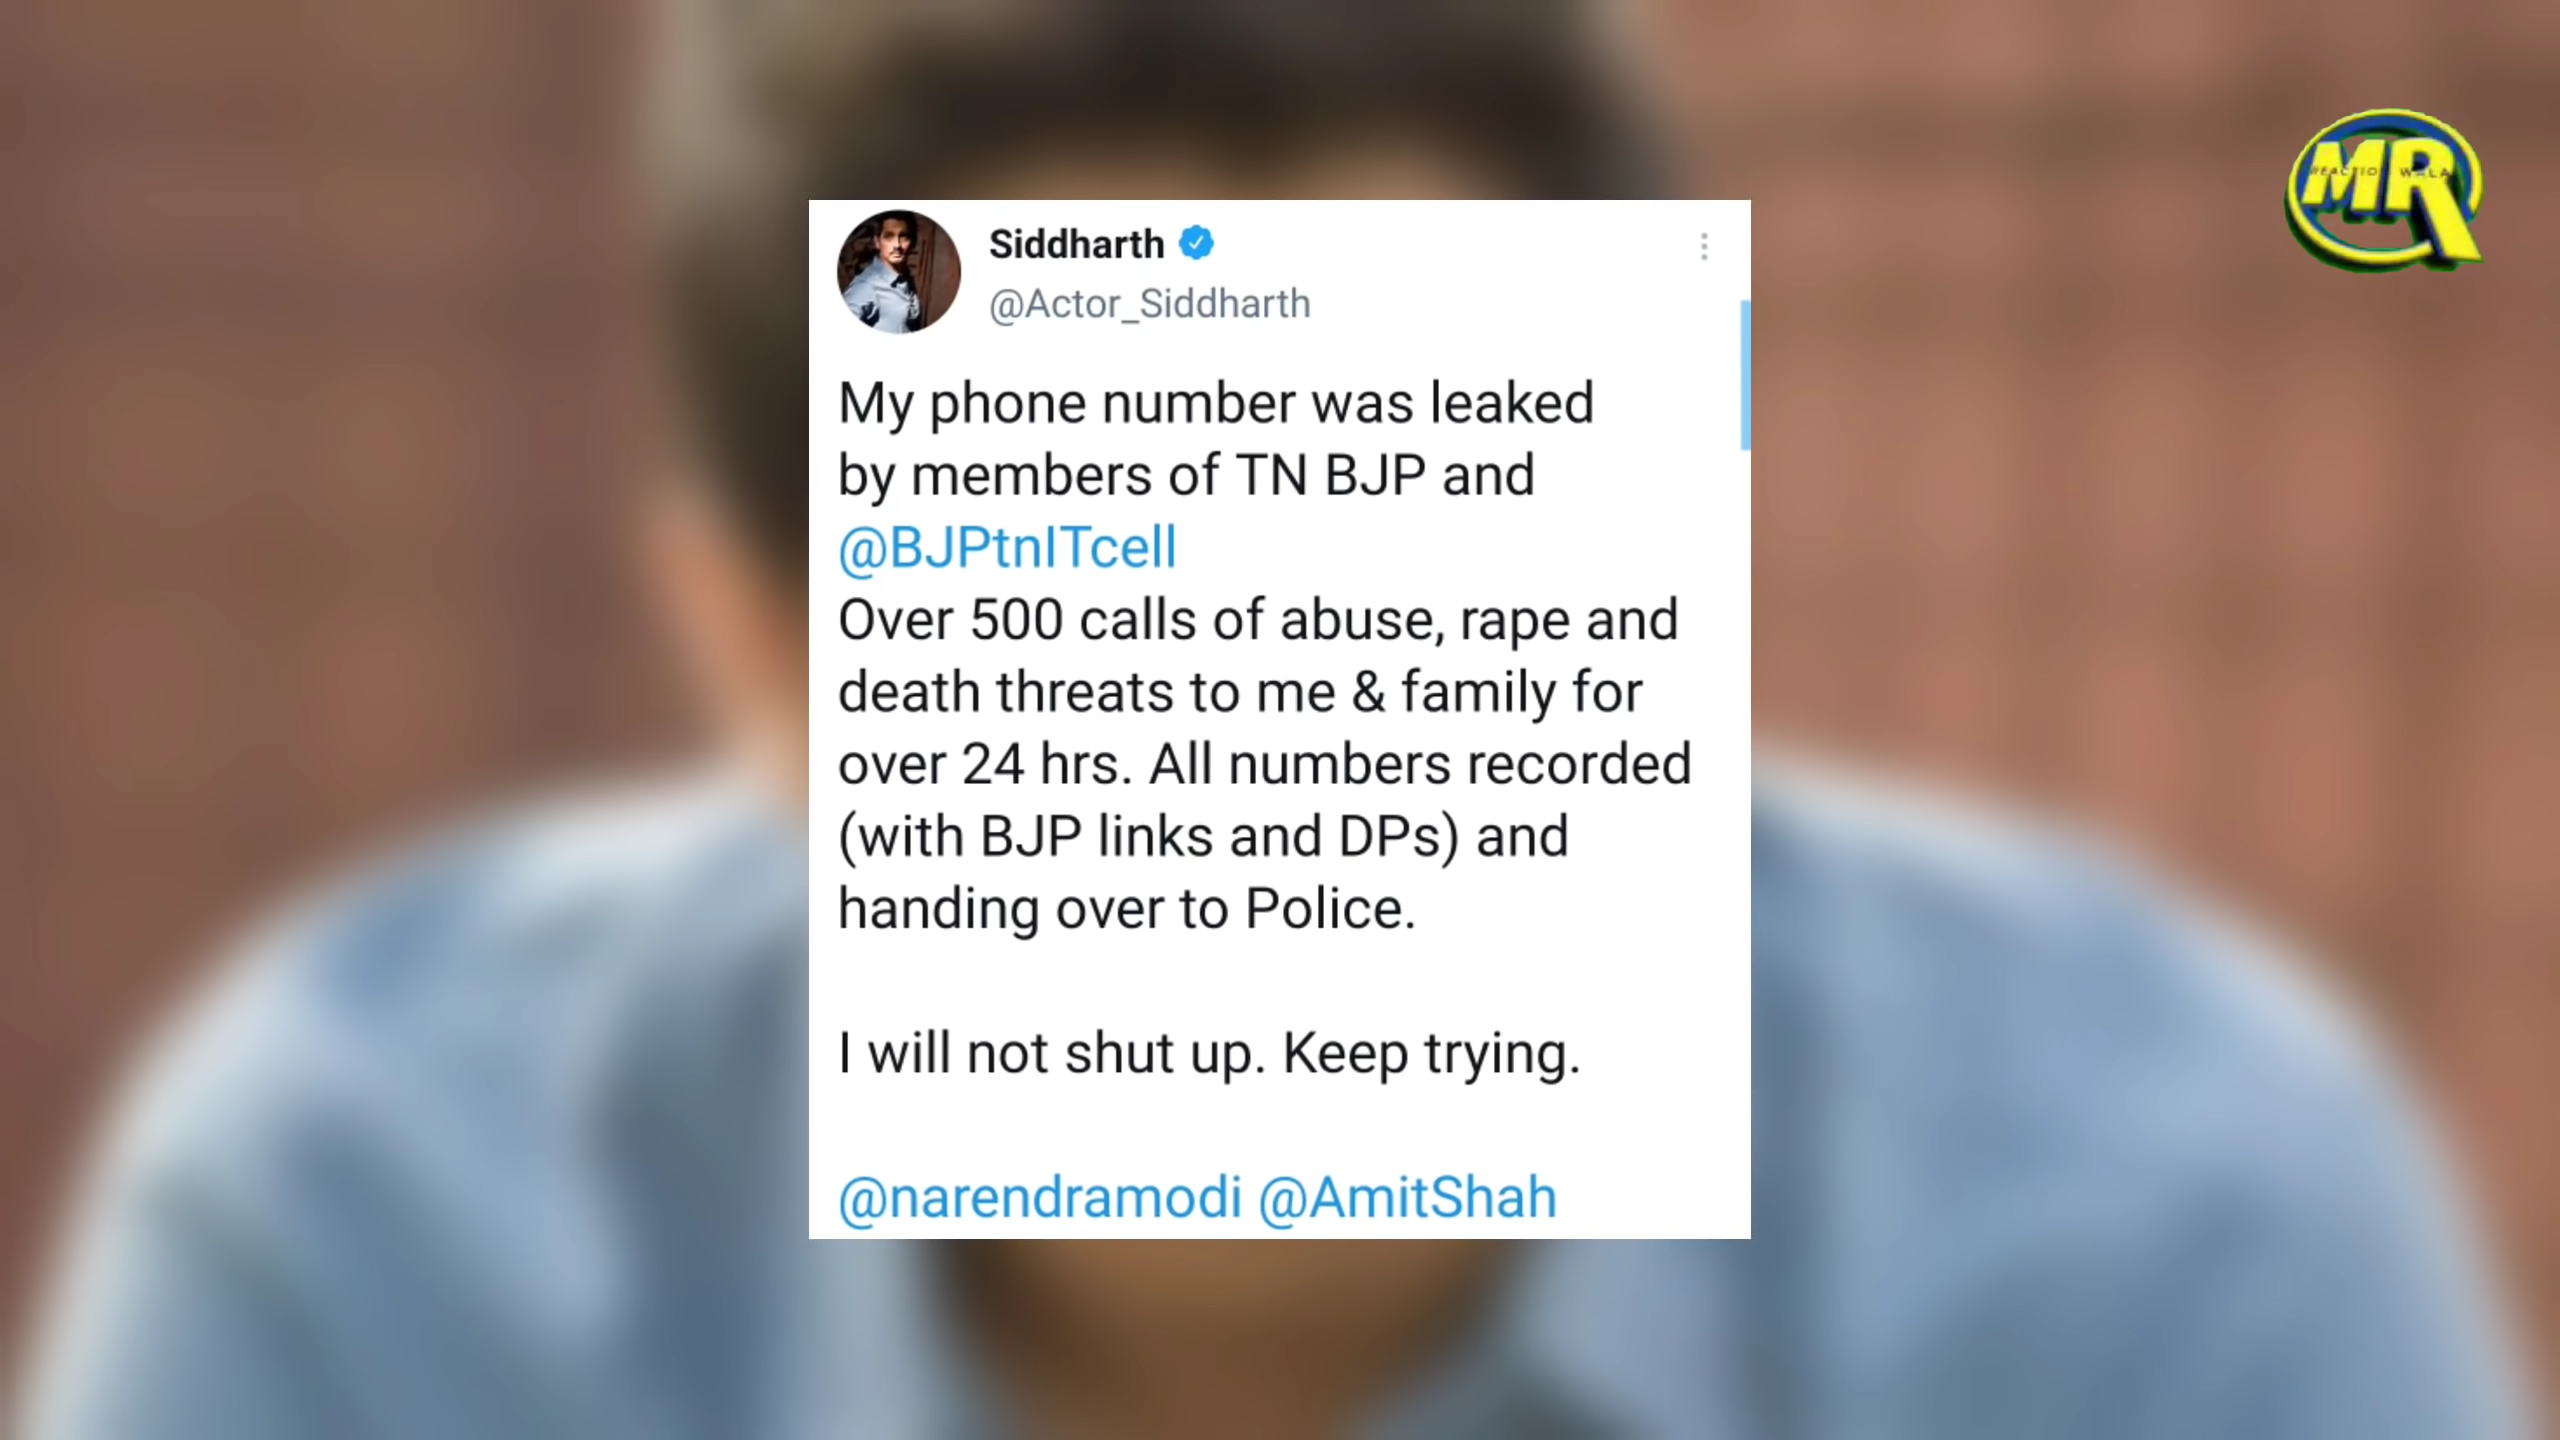 Siddharth
@Actor_Siddharth
My phone number was leaked
by members of TN BJP and
@BJPtnITcell
Over 500 calls of abuse, rape and
death threats to me & family for
over 24 hrs. All numbers recorded
(with BJP links and DPs) and
handing over to Police.
I will not shut up. Keep trying.
@narendramodi @AmitShah
MR
REACTION WALA